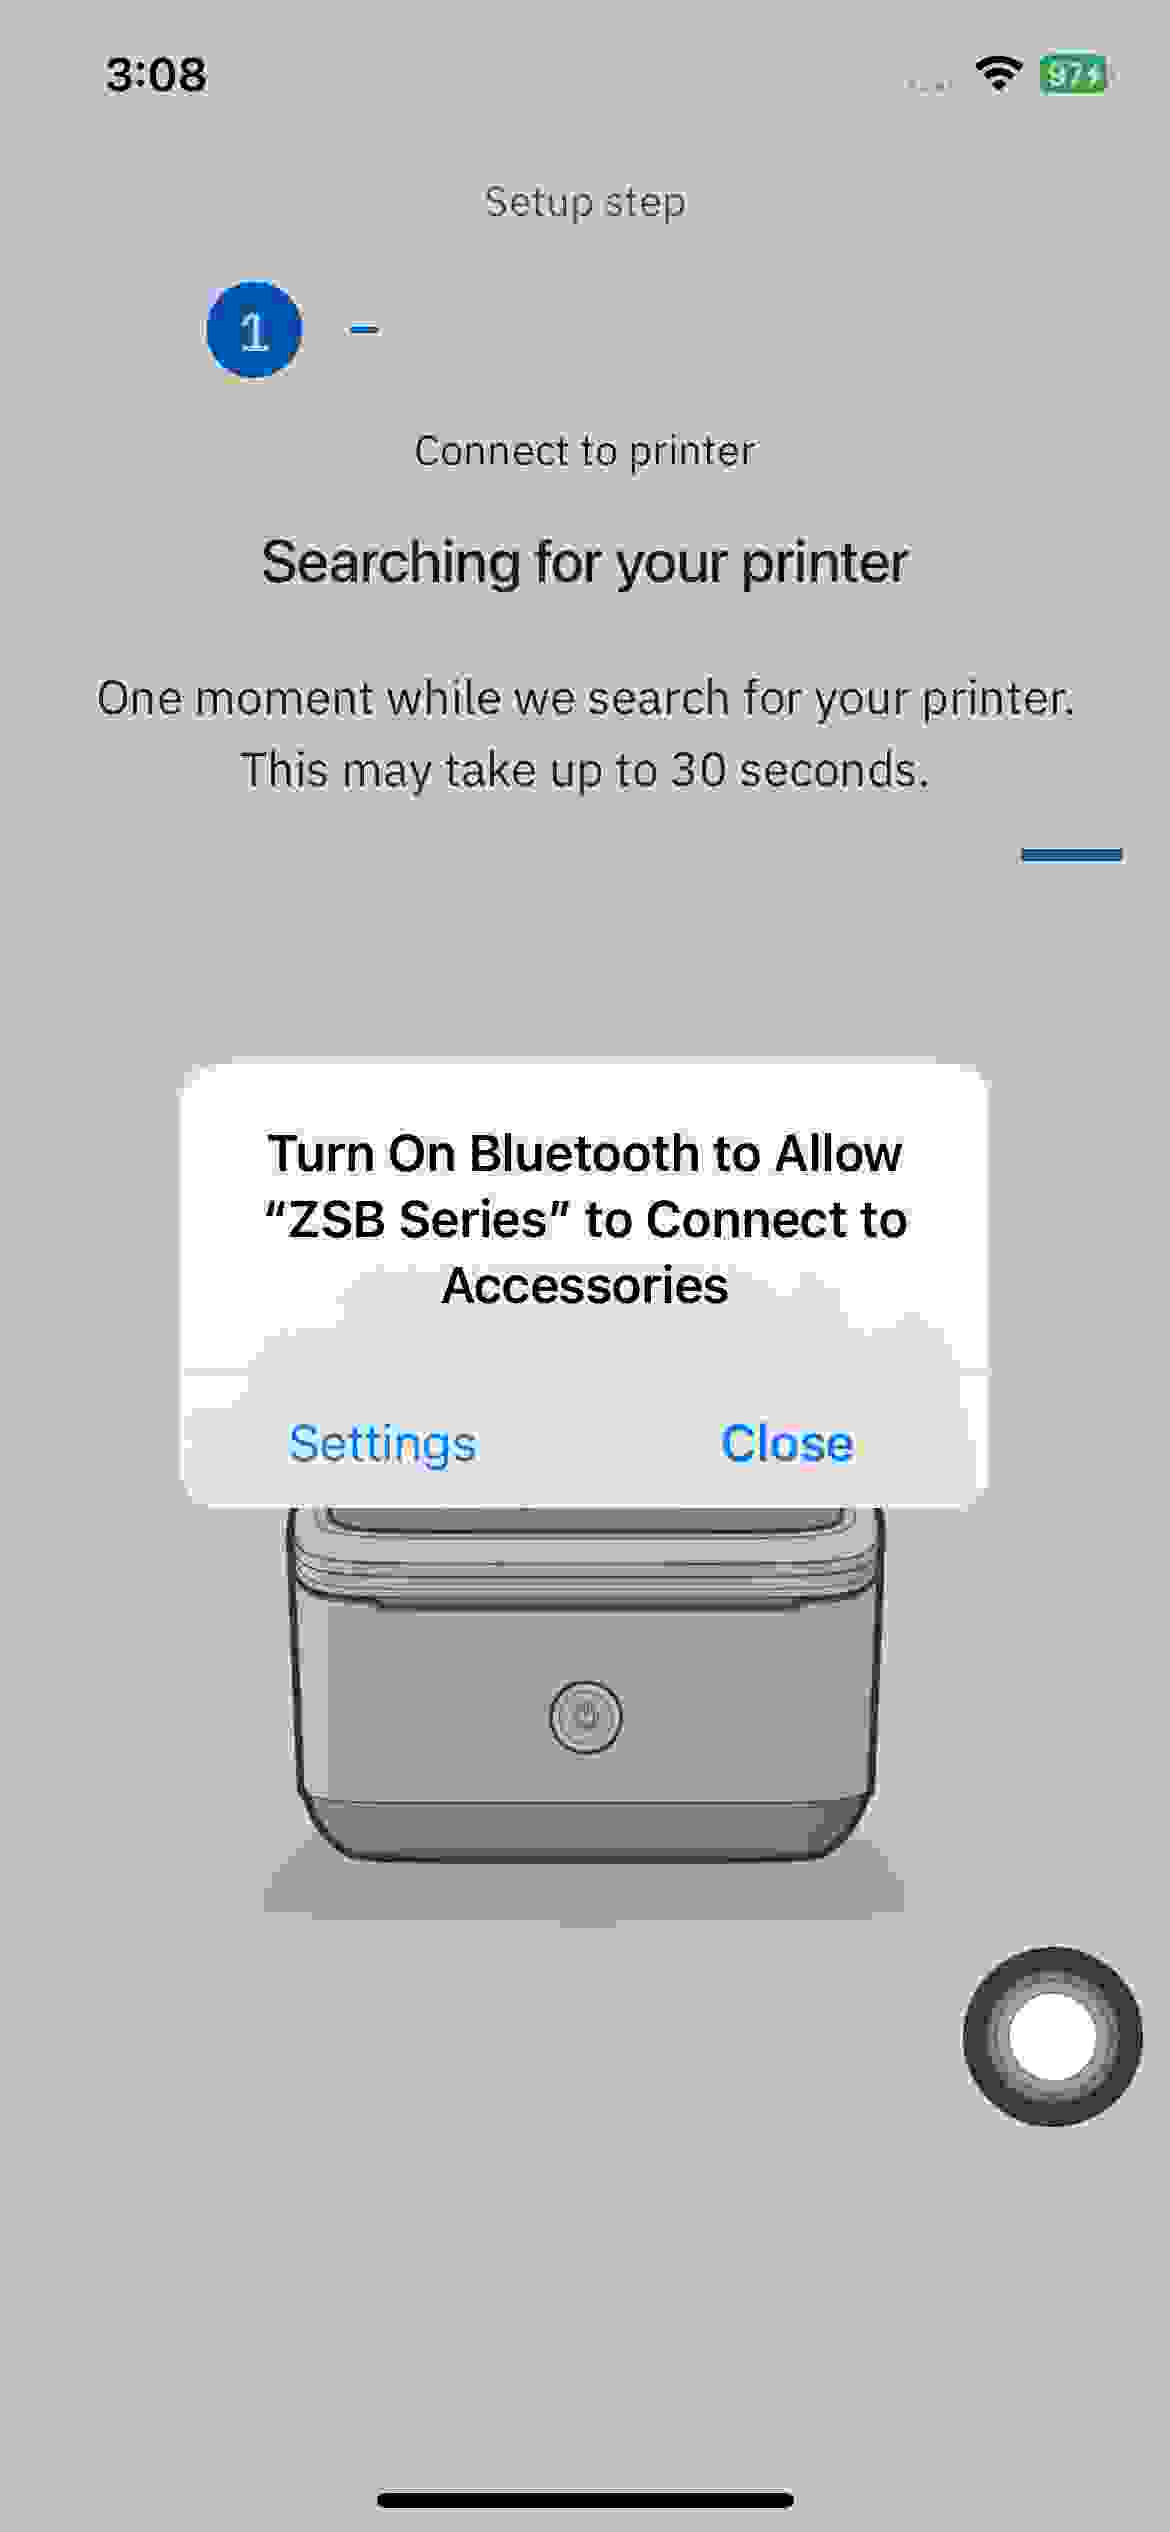 3:08
97
Setup step
1
Connect to printer
Searching for your printer
One moment while we search for your printer.
This may take up to 30 seconds.
Turn On Bluetooth to Allow
“ZSB Series” to Connect to
Accessories
Settings
Close